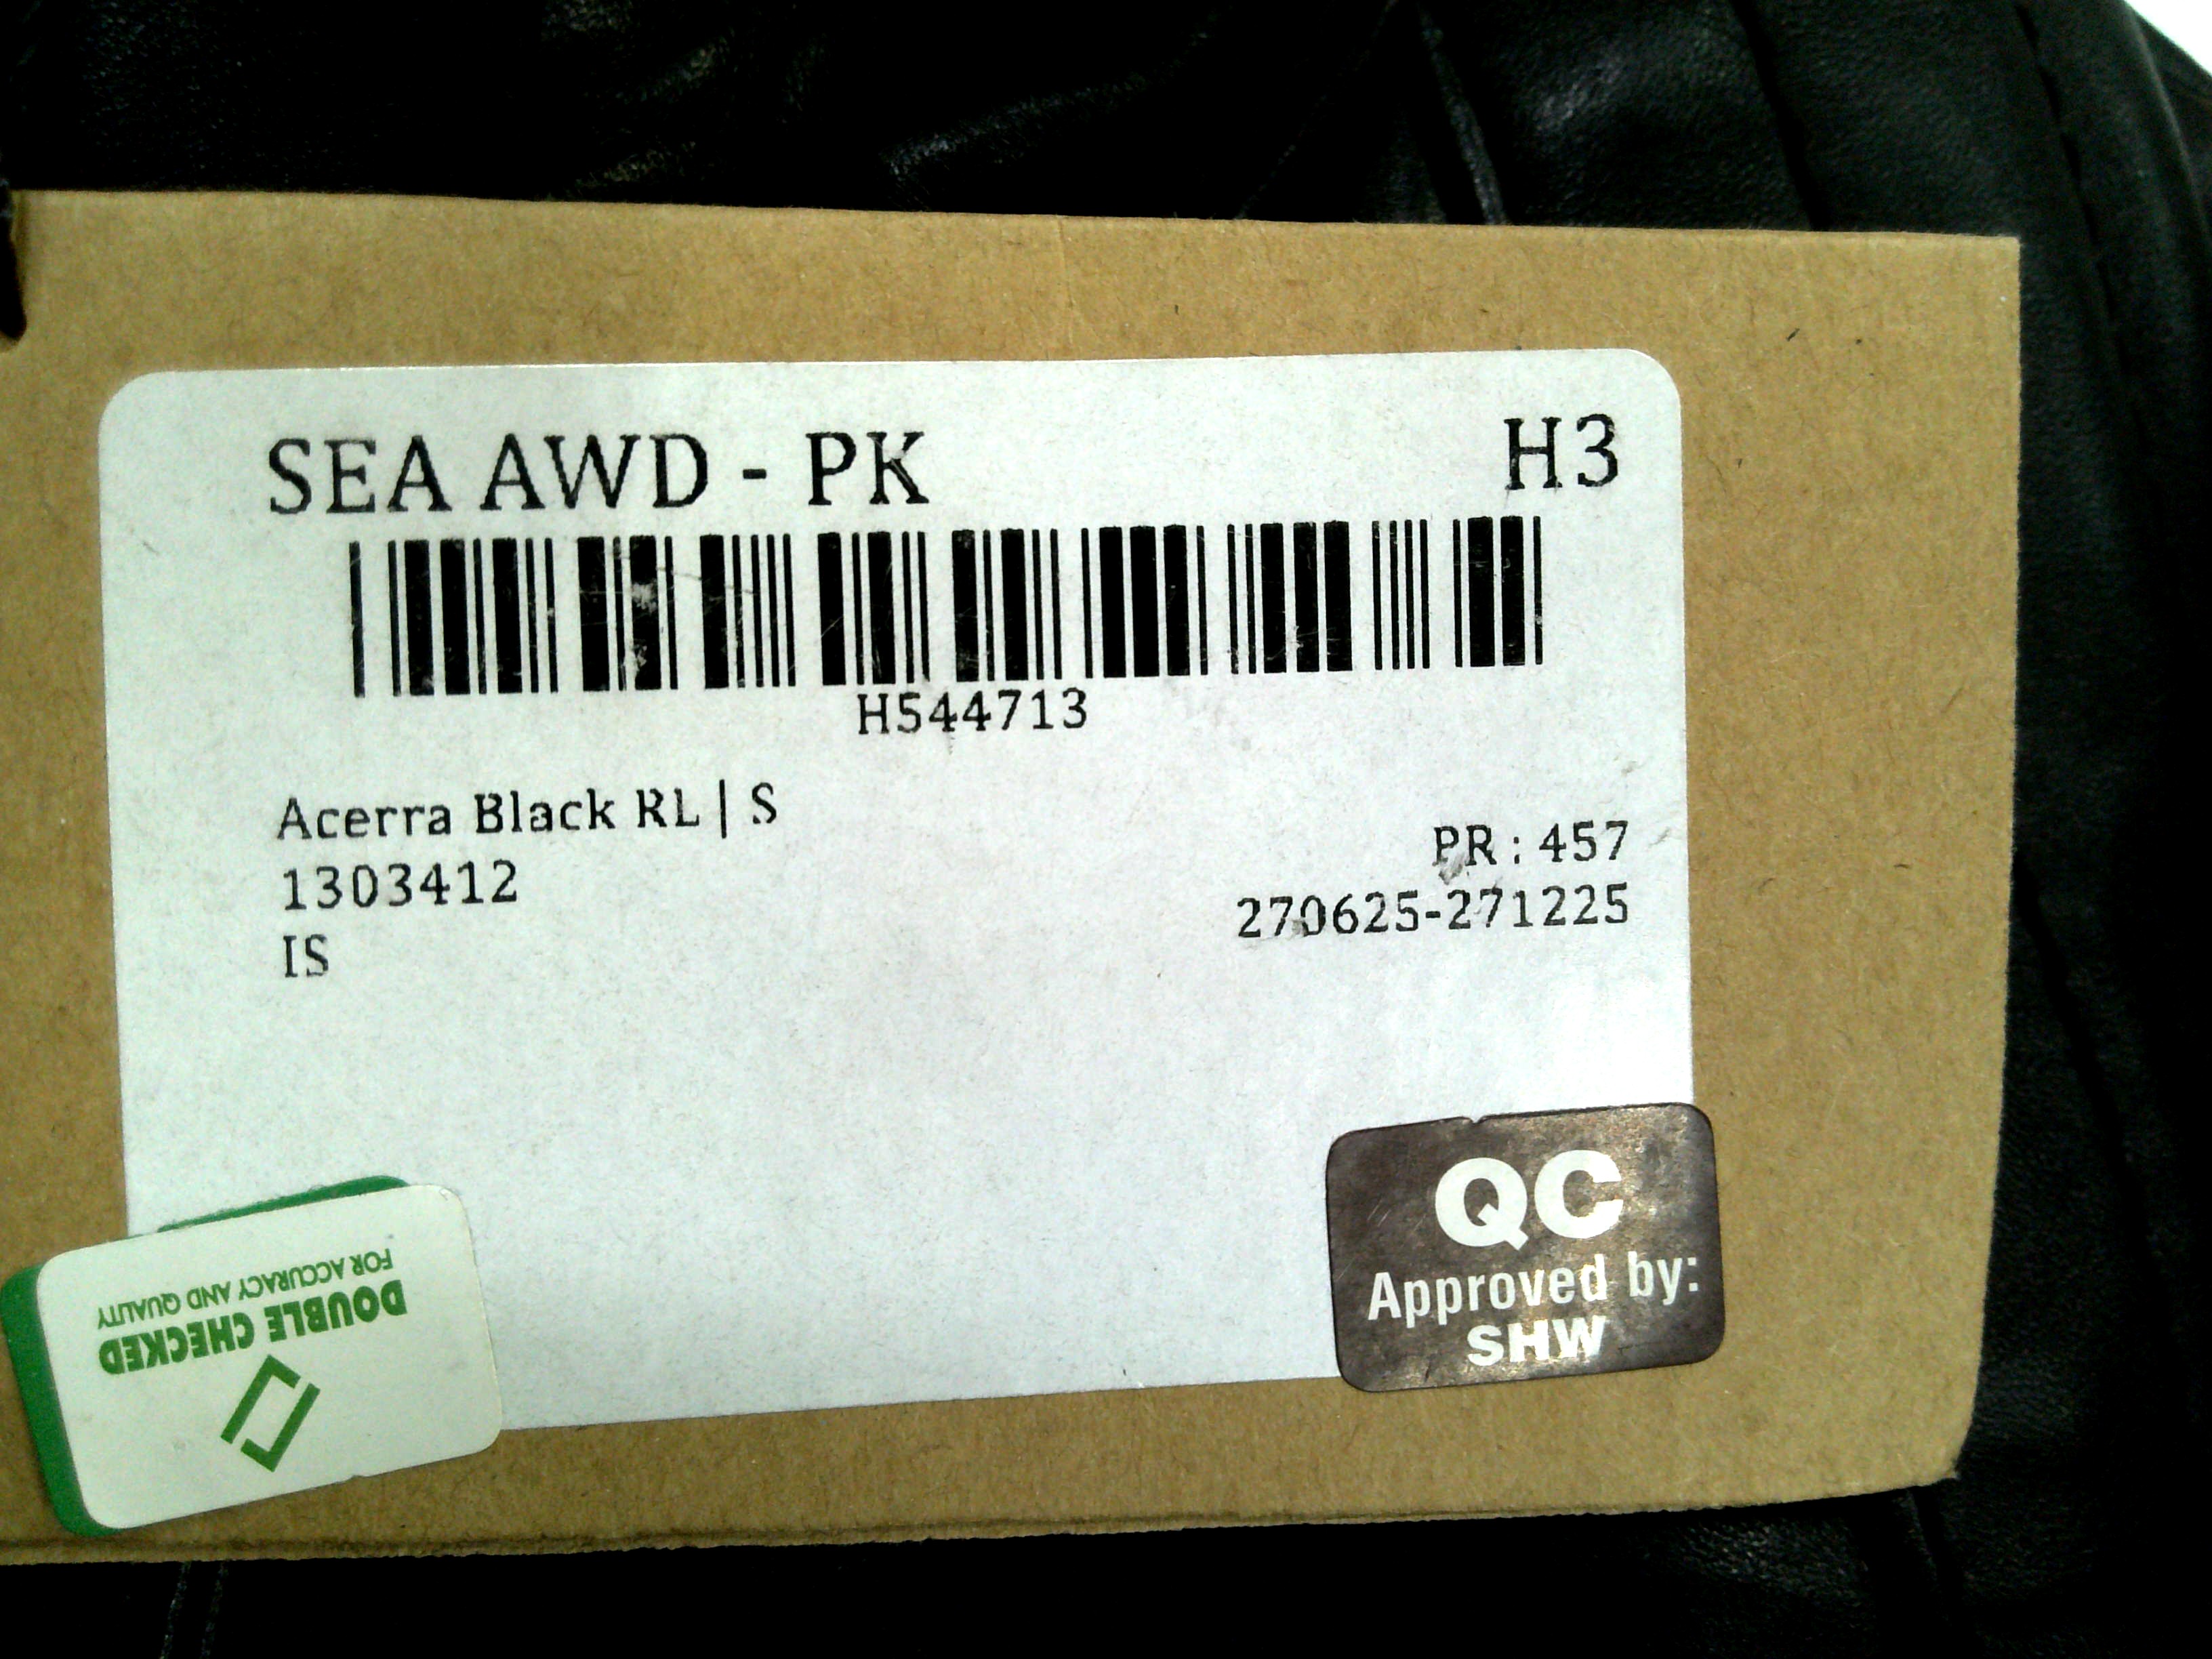 SEA AWD - PK
H3
H544713
Acerra Black RL | S
1303412
IS
PR : 457
270625-271225
QC
Approved by:
SHW
DOUBLE CHECKED
FOR ACCURACY AND QUALITY